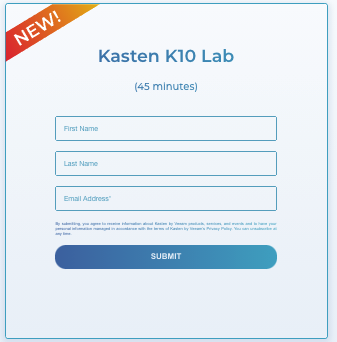 NEW!
Kasten K10 Lab
(45 minutes)
First Name
Last Name
Email Address*
By submitting, you agree to receive information about Kasten by Veeam products, services, and events and to have your
personal information managed in accordance with the terms of Kasten by Veeam's Privacy Policy. You can unsubscribe at
any time.
SUBMIT